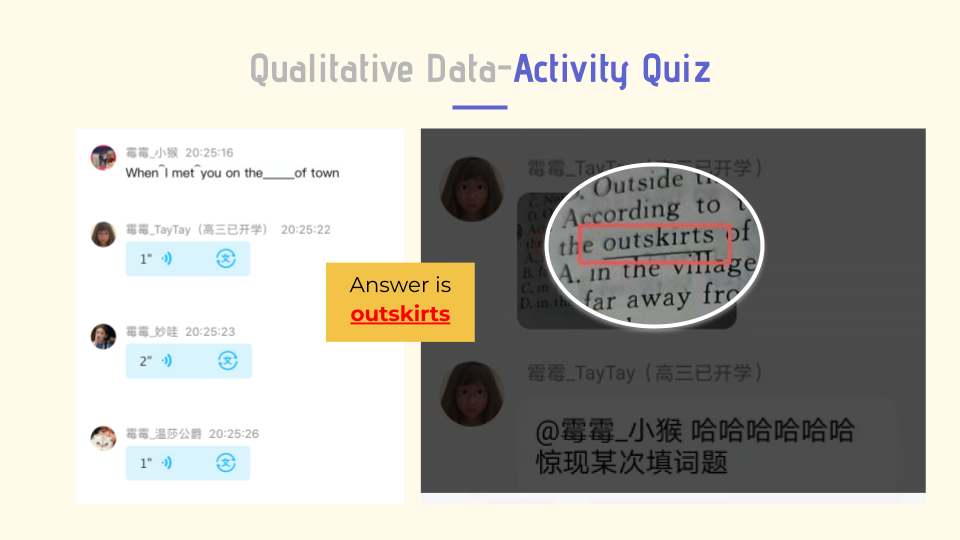 Qualitative Data-Activity Quiz
霉霉_小猴 20:25:16
When I met you on the_____of town
霉霉_TayTay（高三已开学） 20:25:22
1"
霉霉_妙哇 20:25:23
2"
霉霉_温莎公爵 20:25:26
1"
Answer is
outskirts
霉霉_TayTay（高三已开学）
Outside
According to
the outskirts of
A. in the village
far away fro
霉霉_TayTay（高三已开学）
@霉霉_小猴 哈哈哈哈哈哈
惊现某次填词题